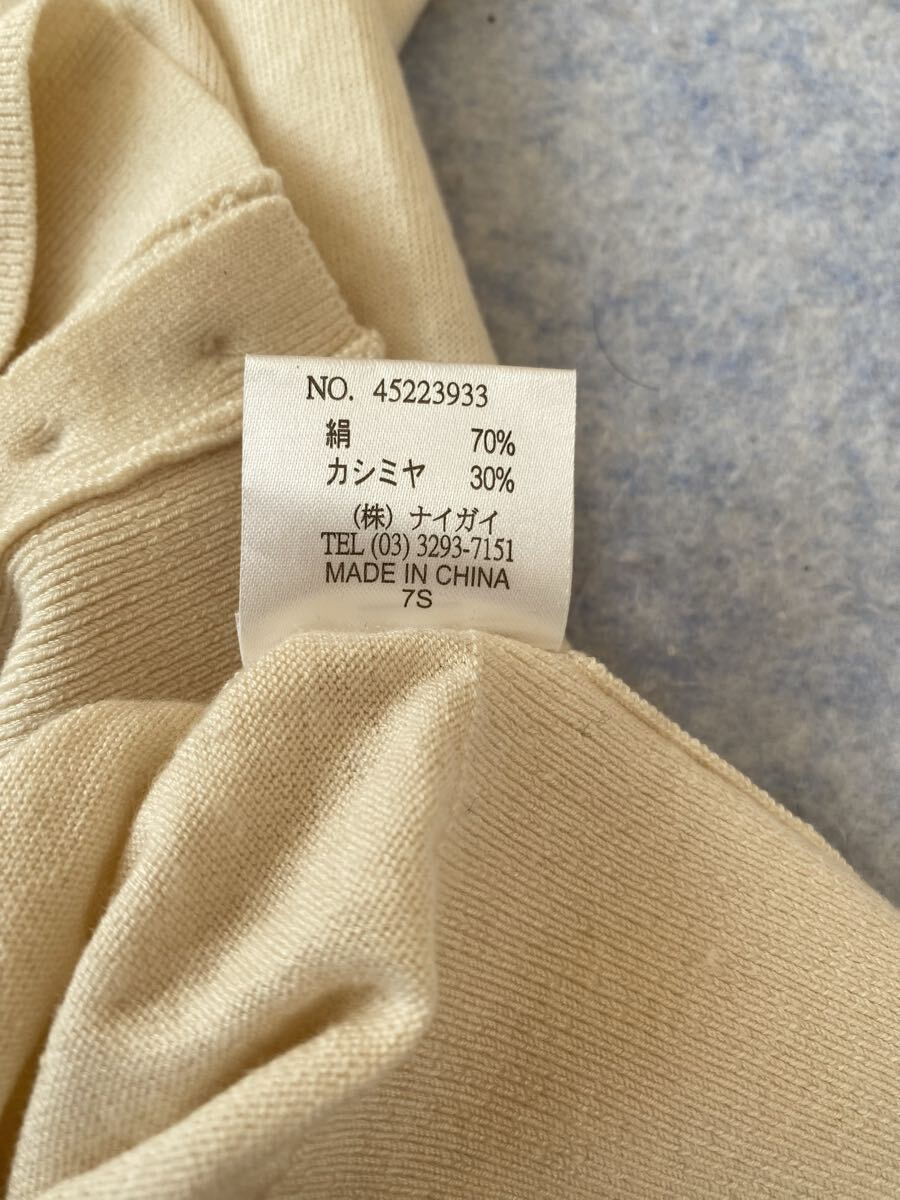 NO. 45223933
絹 70%
カシミヤ 30%
(株) ナイガイ
TEL (03) 3293-7151
MADE IN CHINA
7S